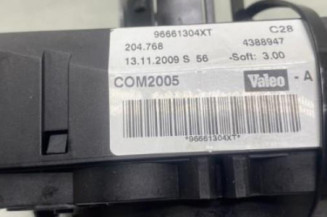 96661304XT C28
204.768 4388947
13.11.2009 S 56 -Soft: 3.00
COM2005 Valeo - A
*96661304XT*